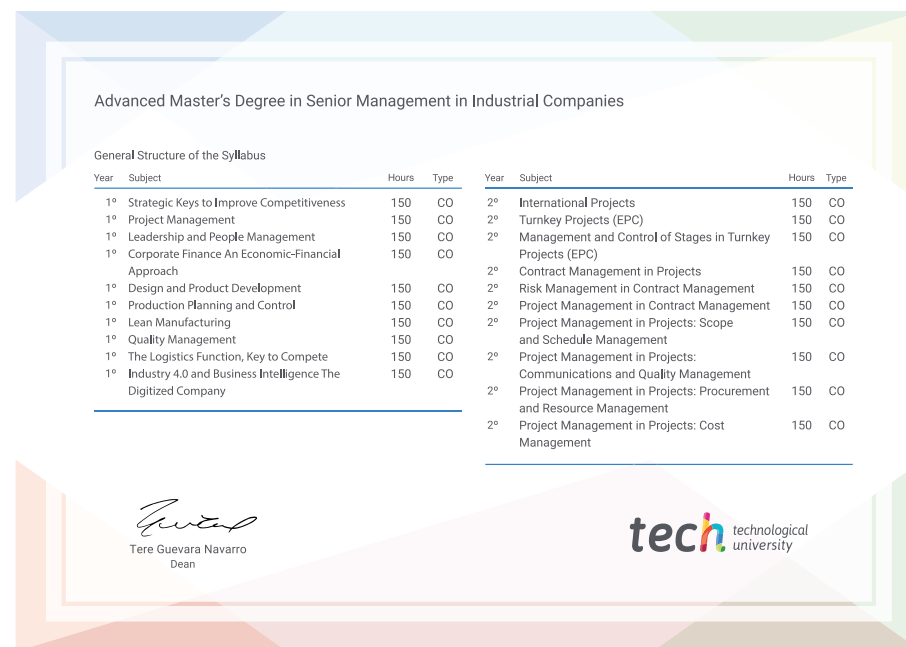 Advanced Master's Degree in Senior Management in Industrial Companies
General Structure of the Syllabus
Year Subject Hours Type
1º Strategic Keys to Improve Competitiveness 150 CO
1º Project Management 150 CO
1º Leadership and People Management 150 CO
1º Corporate Finance An Economic-Financial 150 CO
Approach
1º Design and Product Development 150 CO
1º Production Planning and Control 150 CO
1º Lean Manufacturing 150 CO
1º Quality Management 150 CO
1º The Logistics Function, Key to Compete 150 CO
1º Industry 4.0 and Business Intelligence The 150 CO
Digitized Company
Year Subject Hours Type
2º International Projects 150 CO
2º Turnkey Projects (EPC) 150 CO
2º Management and Control of Stages in Turnkey 150 CO
Projects (EPC)
2º Contract Management in Projects 150 CO
2º Risk Management in Contract Management 150 CO
2º Project Management in Contract Management 150 CO
2º Project Management in Projects: Scope 150 CO
and Schedule Management
2º Project Management in Projects: 150 CO
Communications and Quality Management
2º Project Management in Projects: Procurement 150 CO
and Resource Management
2º Project Management in Projects: Cost 150 CO
Management
Tere Guevara Navarro
Dean
tech technological
university